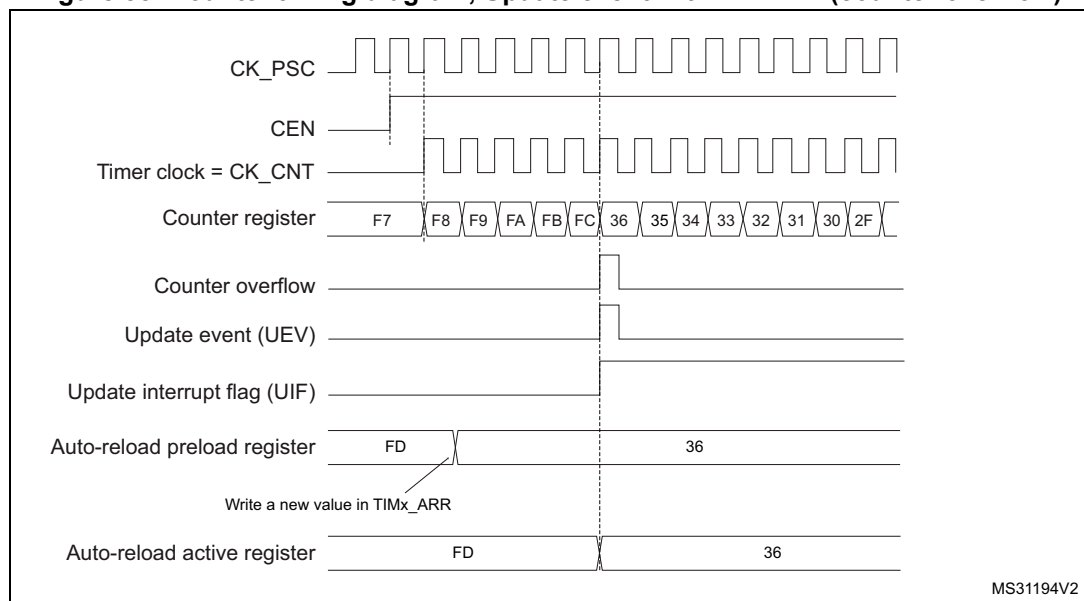 CK_PSC
CEN
Timer clock = CK_CNT
Counter register F7 F8 F9 FA FB FC 36 35 34 33 32 31 30 2F
Counter overflow
Update event (UEV)
Update interrupt flag (UIF)
Auto-reload preload register FD 36
Write a new value in TIMx_ARR
Auto-reload active register FD 36
MS31194V2